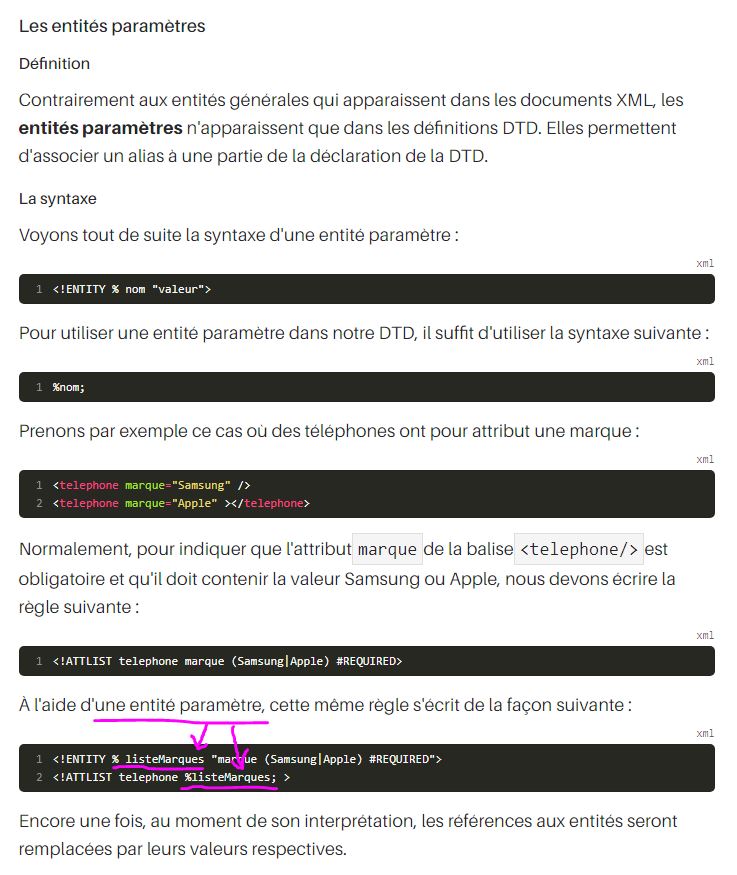 Les entités paramètres
Définition
Contrairement aux entités générales qui apparaissent dans les documents XML, les
entités paramètres n'apparaissent que dans les définitions DTD. Elles permettent
d'associer un alias à une partie de la déclaration de la DTD.
La syntaxe
Voyons tout de suite la syntaxe d'une entité paramètre :
xml
1 <!ENTITY % nom "valeur">
Pour utiliser une entité paramètre dans notre DTD, il suffit d'utiliser la syntaxe suivante :
xml
1 %nom;
Prenons par exemple ce cas où des téléphones ont pour attribut une marque :
xml
1 <telephone marque="Samsung" />
2 <telephone marque="Apple" ></telephone>
Normalement, pour indiquer que l'attribut marque de la balise <telephone/> est
obligatoire et qu'il doit contenir la valeur Samsung ou Apple, nous devons écrire la
règle suivante :
xml
1 <!ATTLIST telephone marque (Samsung|Apple) #REQUIRED>
À l'aide d'une entité paramètre, cette même règle s'écrit de la façon suivante :
xml
1 <!ENTITY % listeMarques "marque (Samsung|Apple) #REQUIRED">
2 <!ATTLIST telephone %listeMarques; >
Encore une fois, au moment de son interprétation, les références aux entités seront
remplacées par leurs valeurs respectives.